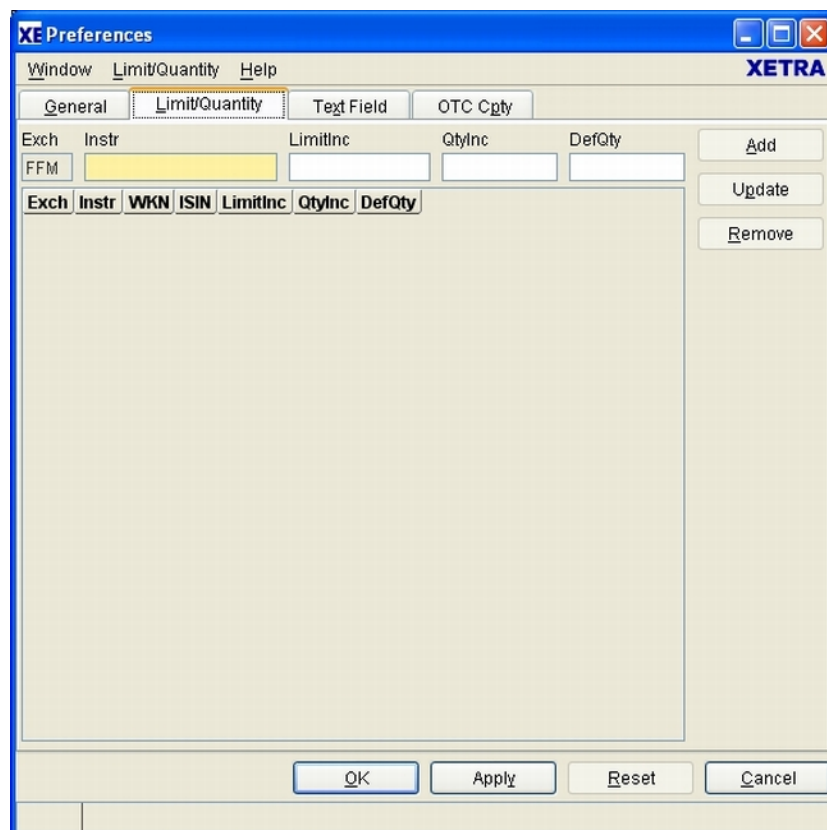 XE Preferences
Window Limit/Quantity Help XETRA
General Limit/Quantity Text Field OTC Cpty
Exch Instr LimitInc QtyInc DefQty Add
FFM
Update
Exch Instr WKN ISIN LimitInc QtyInc DefQty
Remove
OK Apply Reset Cancel